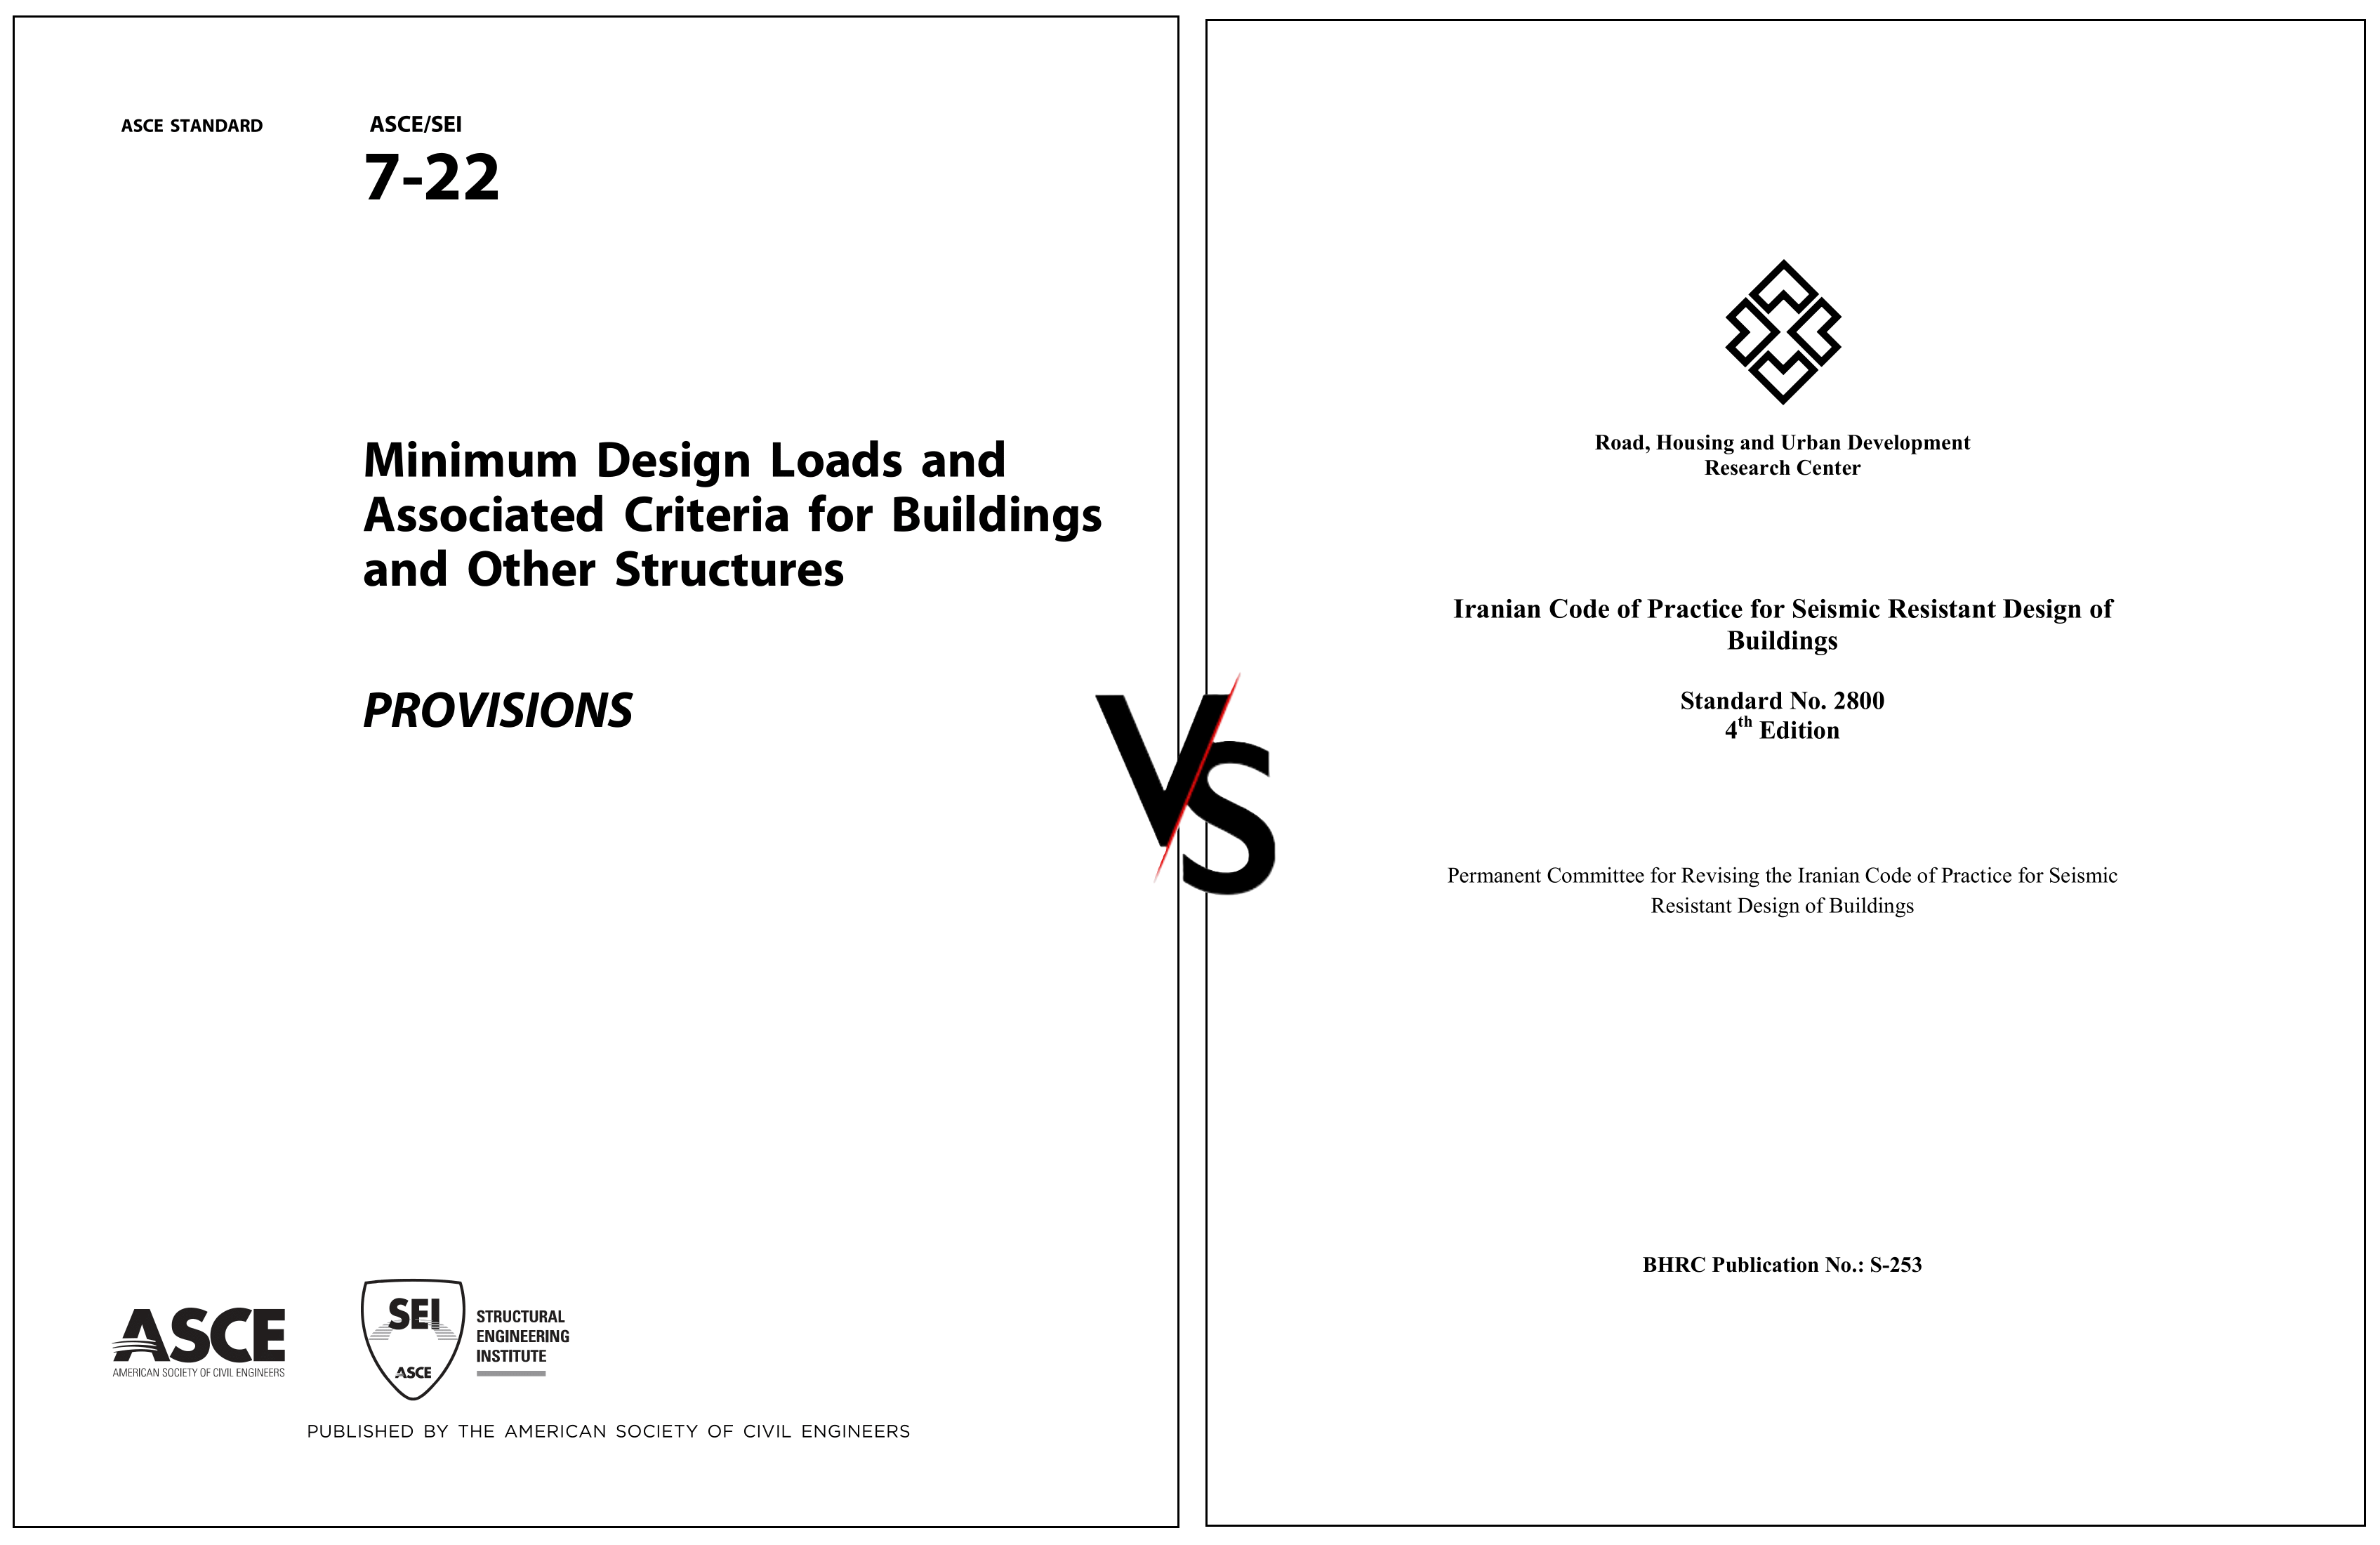 ASCE STANDARD
ASCE/SEI
7-22
Minimum Design Loads and
Associated Criteria for Buildings
and Other Structures
PROVISIONS
ASCE
AMERICAN SOCIETY OF CIVIL ENGINEERS
SEI
ASCE
STRUCTURAL
ENGINEERING
INSTITUTE
PUBLISHED BY THE AMERICAN SOCIETY OF CIVIL ENGINEERS
VS
Road, Housing and Urban Development
Research Center
Iranian Code of Practice for Seismic Resistant Design of
Buildings
Standard No. 2800
4th Edition
Permanent Committee for Revising the Iranian Code of Practice for Seismic
Resistant Design of Buildings
BHRC Publication No.: S-253